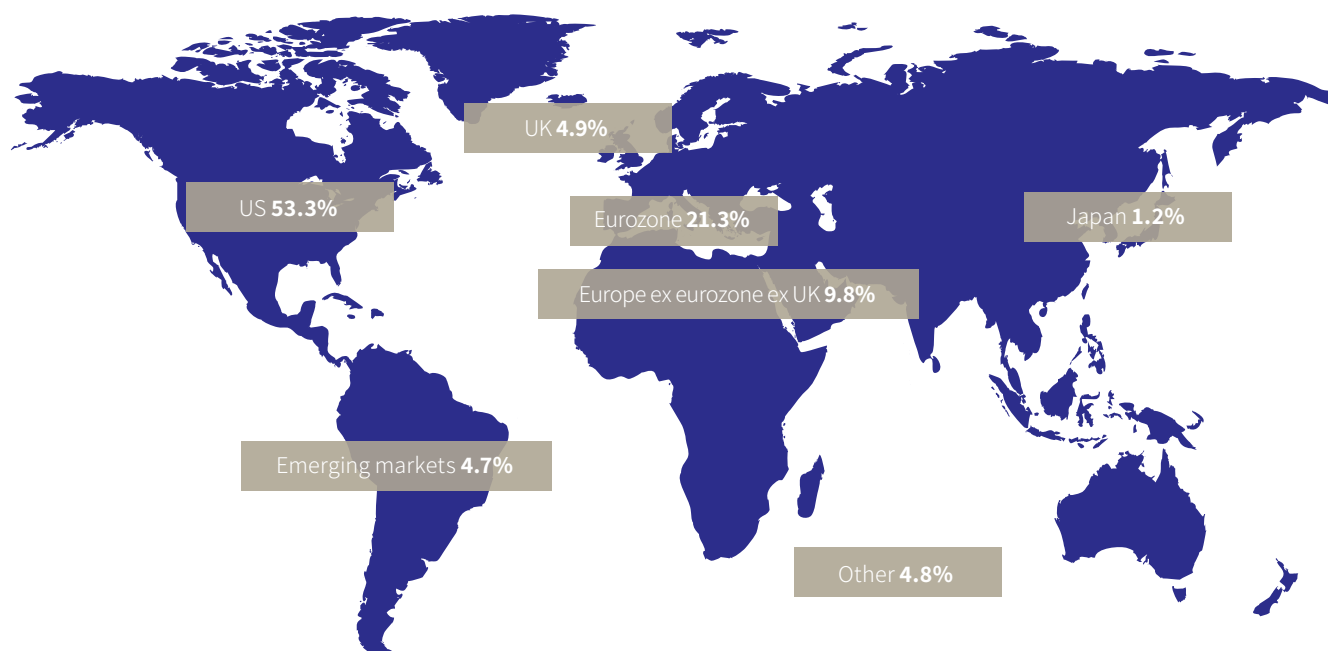 UK 4.9%
US 53.3%
Eurozone 21.3%
Japan 1.2%
Europe ex eurozone ex UK 9.8%
Emerging markets 4.7%
Other 4.8%